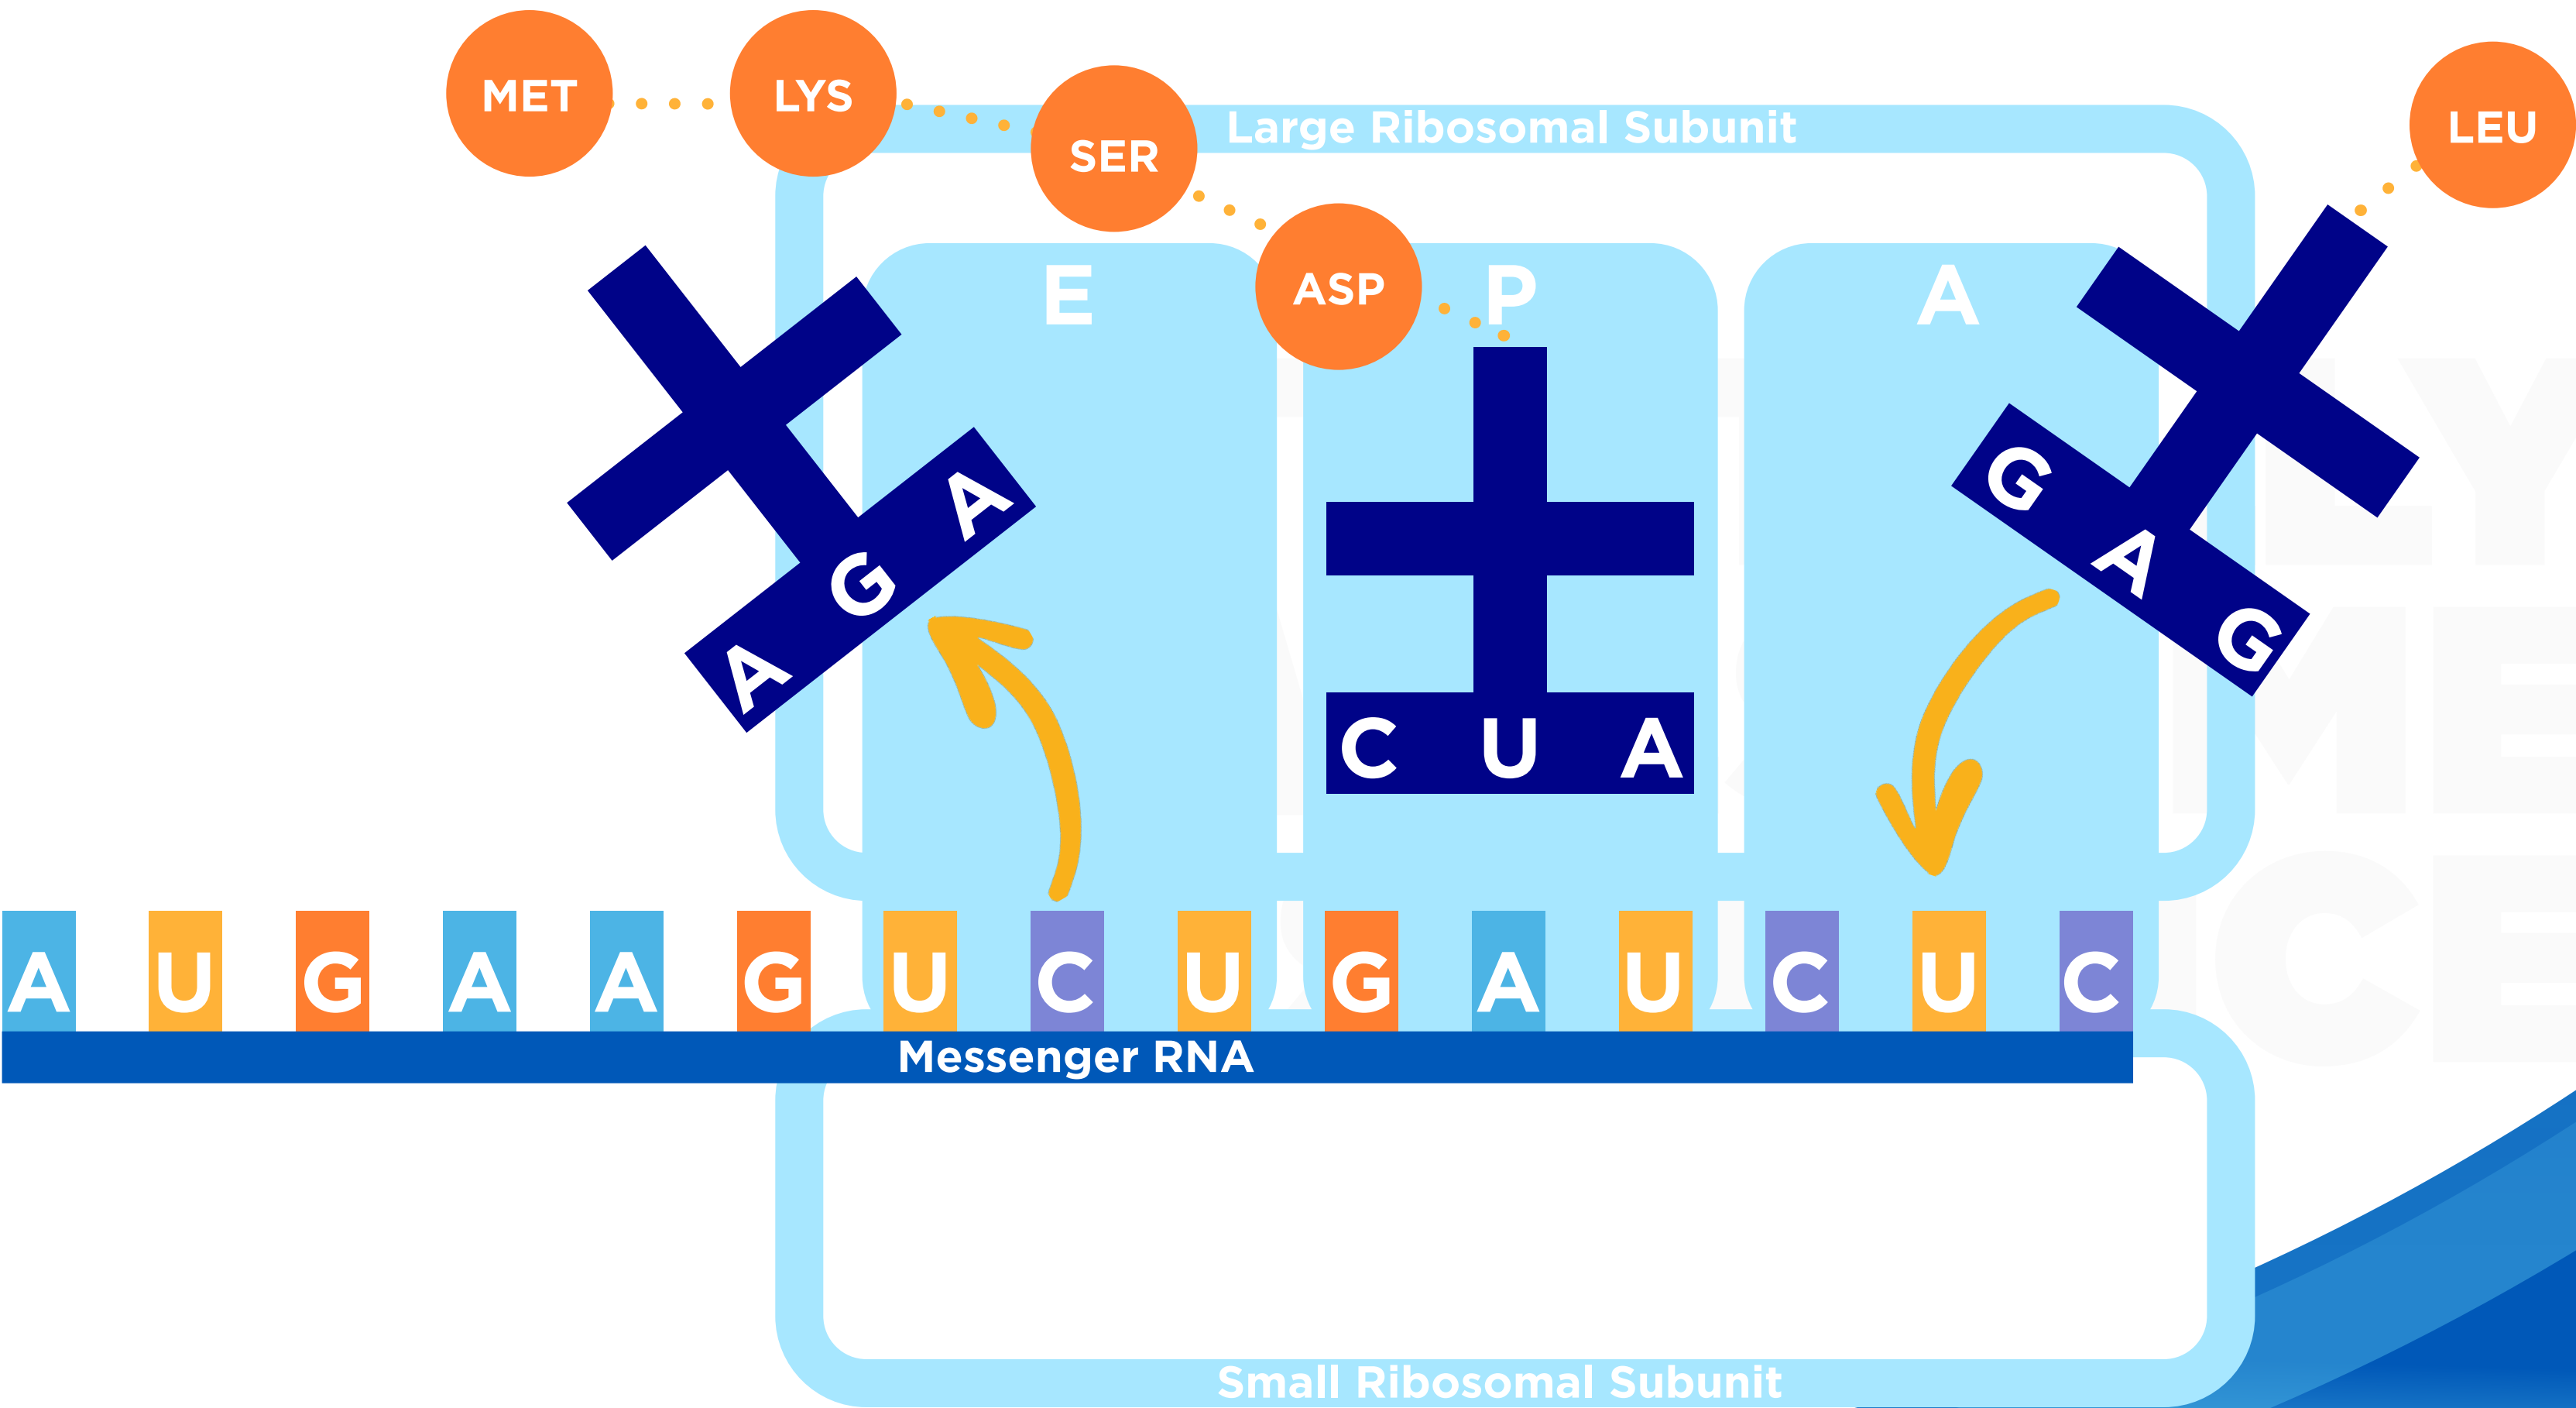 MET
LYS
SER
ASP
LEU
Large Ribosomal Subunit
E
P
A
A G A
C U A
G A G
A U G A A G U C U G A U C U C
Messenger RNA
Small Ribosomal Subunit